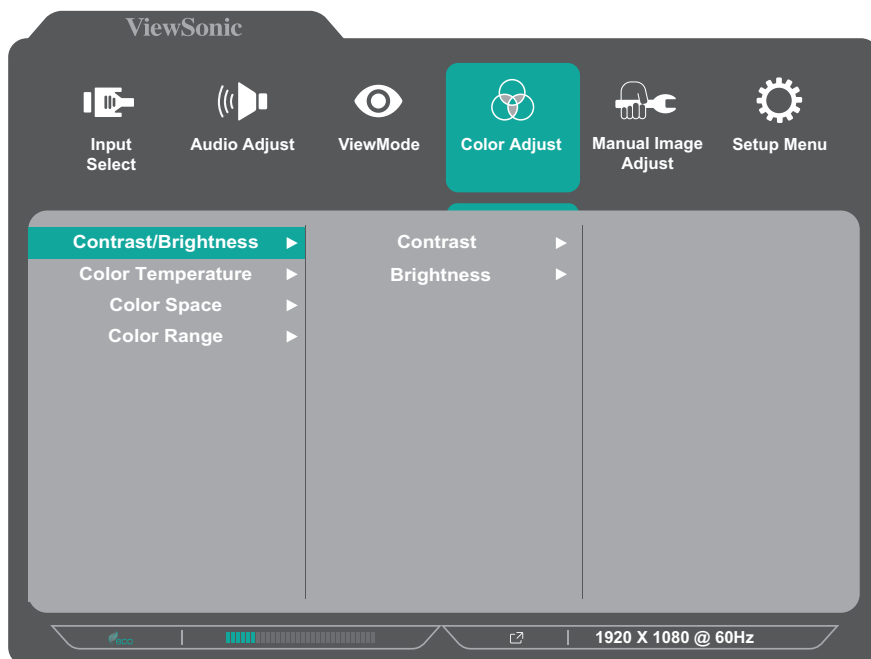 ViewSonic
Input Select
Audio Adjust
ViewMode
Color Adjust
Manual Image Adjust
Setup Menu
Contrast/Brightness
Contrast
Color Temperature
Brightness
Color Space
Color Range
eco
1920 X 1080 @ 60Hz